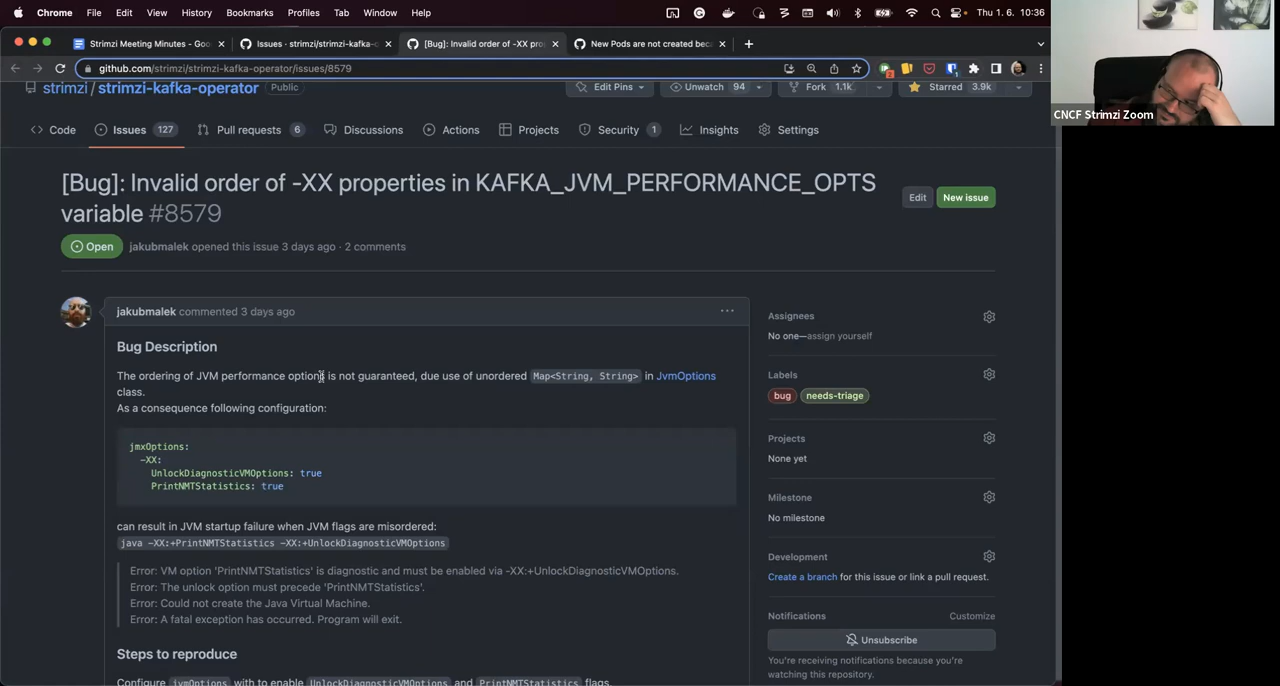 Chrome File Edit View History Bookmarks Profiles Tab Window Help Thu 1. 6. 10:36
Strimzi Meeting Minutes - Goo Issues · strimzi/strimzi-kafka- [Bug]: Invalid order of -XX pro New Pods are not created beca
github.com/strimzi/strimzi-kafka-operator/issues/8579
strimzi / strimzi-kafka-operator Public Edit Pins Unwatch 94 Fork 1.1k Starred 3.9k
CNCF Strimzi Zoom
Code Issues 127 Pull requests 6 Discussions Actions Projects Security 1 Insights Settings
[Bug]: Invalid order of -XX properties in KAFKA_JVM_PERFORMANCE_OPTS
variable #8579
Edit New issue
Open jakubmalek opened this issue 3 days ago · 2 comments
jakubmalek commented 3 days ago
Bug Description
The ordering of JVM performance options is not guaranteed, due use of unordered Map<String, String> in JvmOptions
class.
As a consequence following configuration:
jmxOptions:
-XX:
UnlockDiagnosticVMOptions: true
PrintNMTStatistics: true
can result in JVM startup failure when JVM flags are misordered:
java -XX:+PrintNMTStatistics -XX:+UnlockDiagnosticVMOptions
Error: VM option 'PrintNMTStatistics' is diagnostic and must be enabled via -XX:+UnlockDiagnosticVMOptions.
Error: The unlock option must precede 'PrintNMTStatistics'.
Error: Could not create the Java Virtual Machine.
Error: A fatal exception has occurred. Program will exit.
Steps to reproduce
Configure jvmOptions with to enable UnlockDiagnosticVMOptions and PrintNMTStatistics flags.
Assignees
No one—assign yourself
Labels
bug needs-triage
Projects
None yet
Milestone
No milestone
Development
Create a branch for this issue or link a pull request.
Notifications Customize
Unsubscribe
You're receiving notifications because you're
watching this repository.